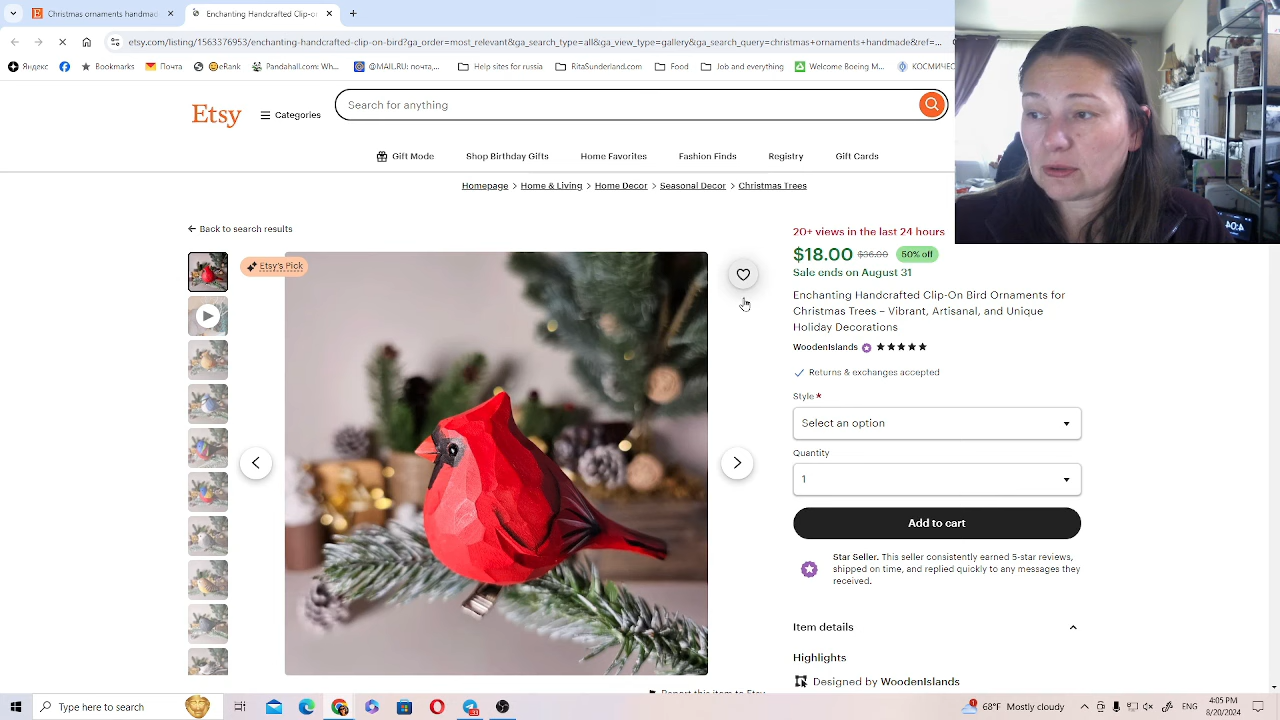 Christmas ornaments handmad
Enchanting Handcrafted Clip-O
.com/listing/1563376953/enchanting-handcrafted-clip-on-bird?ga_order=most_relevant&ga_search_type=all&ga_view_type=gallery&ga_search_query=christmas+ornaments+handmade&ref=...
Яндекс
Bookmarks
Почта
eRank
Pandahall.com: Wh...
@MAIL.RU: почта,...
Help sites before
RitaSunderland.com
Food
Job and everything
Welcome Boeing M...
КОСМИЧЕС
Etsy
Categories
Search for anything
Gift Mode
Shop Birthday Gifts
Home Favorites
Fashion Finds
Registry
Gift Cards
Homepage > Home & Living > Home Decor > Seasonal Decor > Christmas Trees
Back to search results
Etsy's Pick
20+ views in the last 24 hours
$18.00 $36.00 50% off
Sale ends on August 31
Enchanting Handcrafted Clip-On Bird Ornaments for
Christmas Trees – Vibrant, Artisanal, and Unique
Holiday Decorations
WoodenIslands
Returns & exchanges accepted
Style *
Select an option
Quantity
1
Add to cart
Star Seller. This seller consistently earned 5-star reviews,
shipped on time, and replied quickly to any messages they
received.
Item details
Highlights
Designed by WoodenIslands
Type here to search
68°F Mostly cloudy
ENG
4:05 PM
8/20/2024